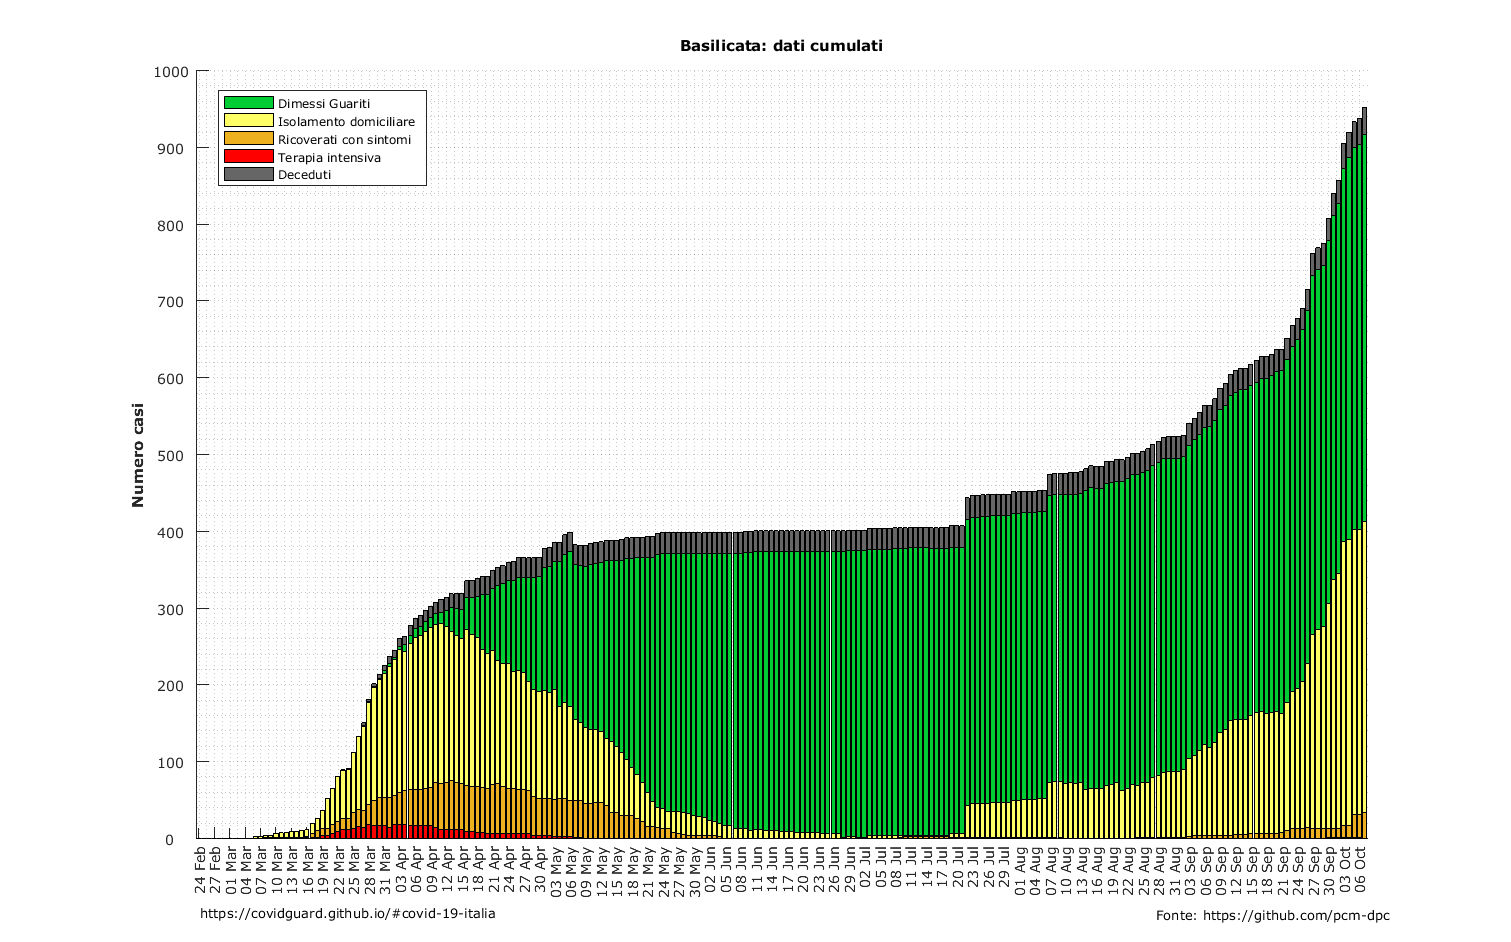 Basilicata: dati cumulati
Numero casi
1000
900
800
700
600
500
400
300
200
100
0
Dimessi Guariti
Isolamento domiciliare
Ricoverati con sintomi
Terapia intensiva
Deceduti
24 Feb
27 Feb
01 Mar
04 Mar
07 Mar
10 Mar
13 Mar
16 Mar
19 Mar
22 Mar
25 Mar
28 Mar
31 Mar
03 Apr
06 Apr
09 Apr
12 Apr
15 Apr
18 Apr
21 Apr
24 Apr
27 Apr
30 Apr
03 May
06 May
09 May
12 May
15 May
18 May
21 May
24 May
27 May
30 May
02 Jun
05 Jun
08 Jun
11 Jun
14 Jun
17 Jun
20 Jun
23 Jun
26 Jun
29 Jun
02 Jul
05 Jul
08 Jul
11 Jul
14 Jul
17 Jul
20 Jul
23 Jul
26 Jul
29 Jul
01 Aug
04 Aug
07 Aug
10 Aug
13 Aug
16 Aug
19 Aug
22 Aug
25 Aug
28 Aug
31 Aug
03 Sep
06 Sep
09 Sep
12 Sep
15 Sep
18 Sep
21 Sep
24 Sep
27 Sep
30 Sep
03 Oct
06 Oct
https://covidguard.github.io/#covid-19-italia
Fonte: https://github.com/pcm-dpc